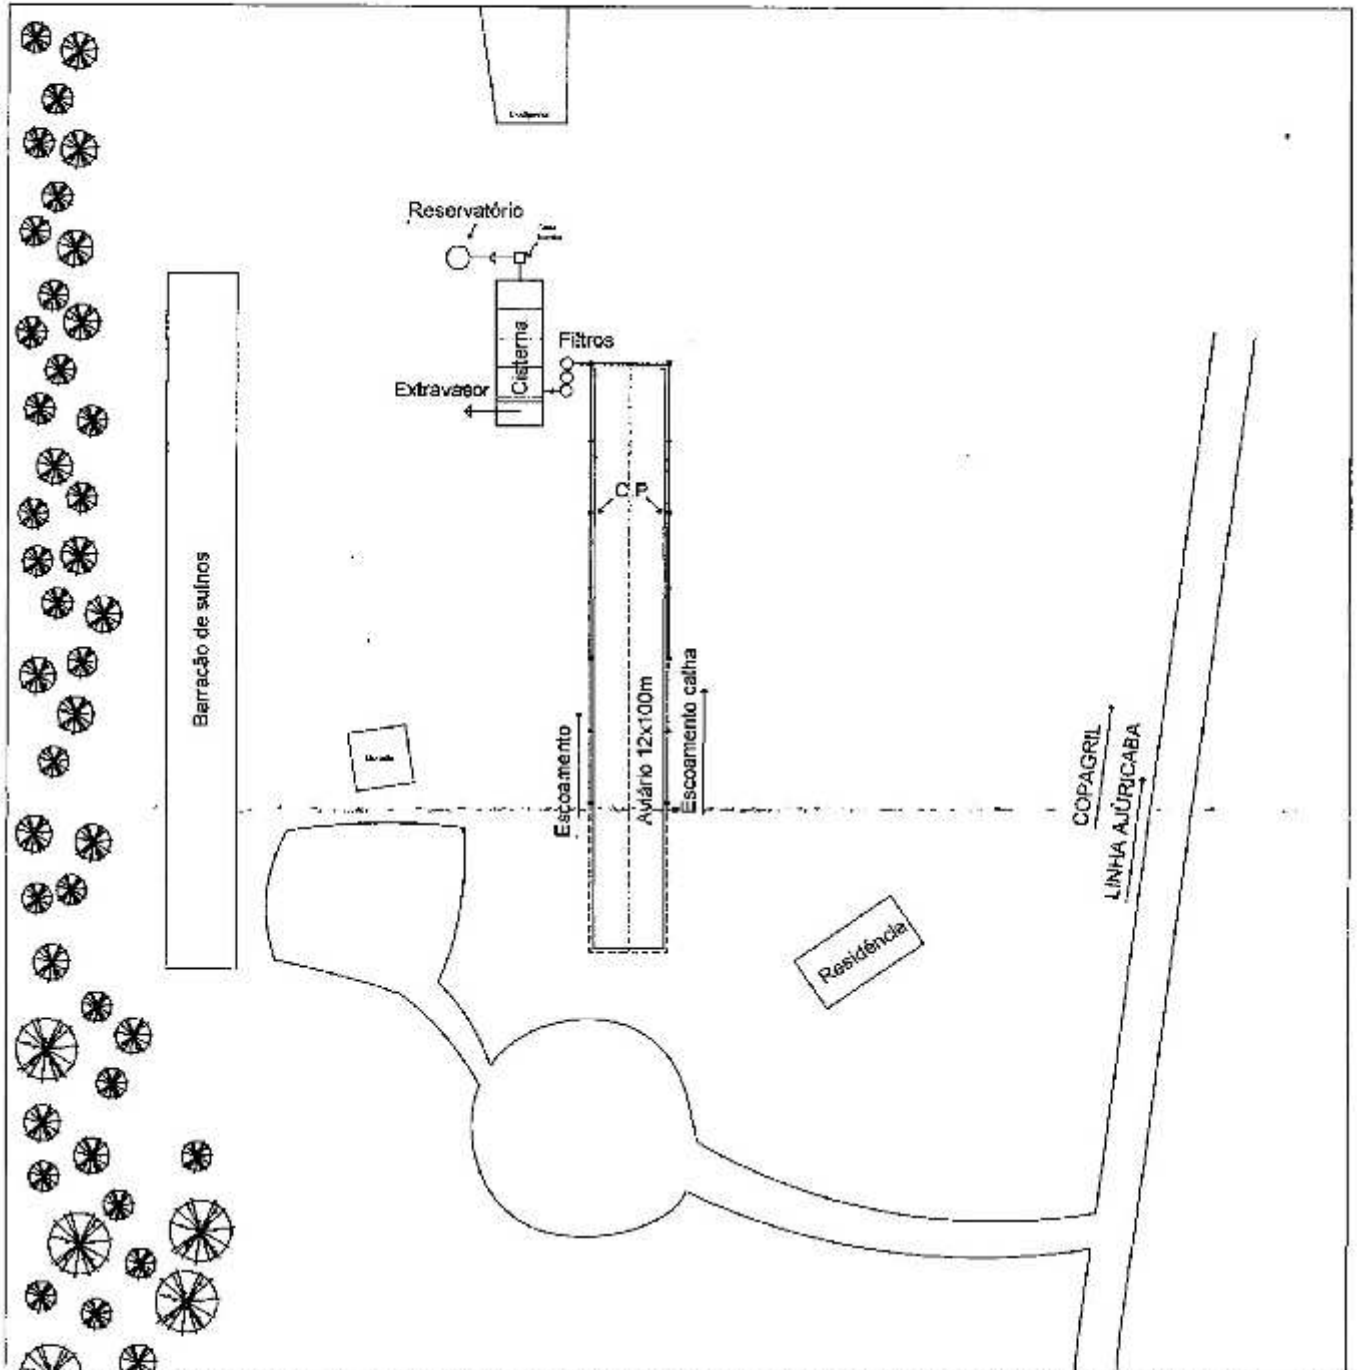 Reservatório
Filtros
Cisterna
Extravasor
C.P.
Barracão de suínos
Aviário 12x100m
Escoamento calha
Escoamento
COPAGRIL
LINHA AJURICABA
Residência